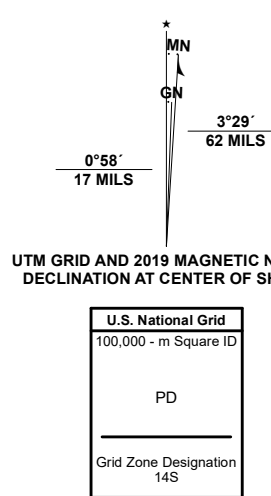 MN
GN
3°29´
62 MILS
0°58´
17 MILS
UTM GRID AND 2019 MAGNETIC N
DECLINATION AT CENTER OF SH
U.S. National Grid
100,000 - m Square ID
PD
Grid Zone Designation
14S